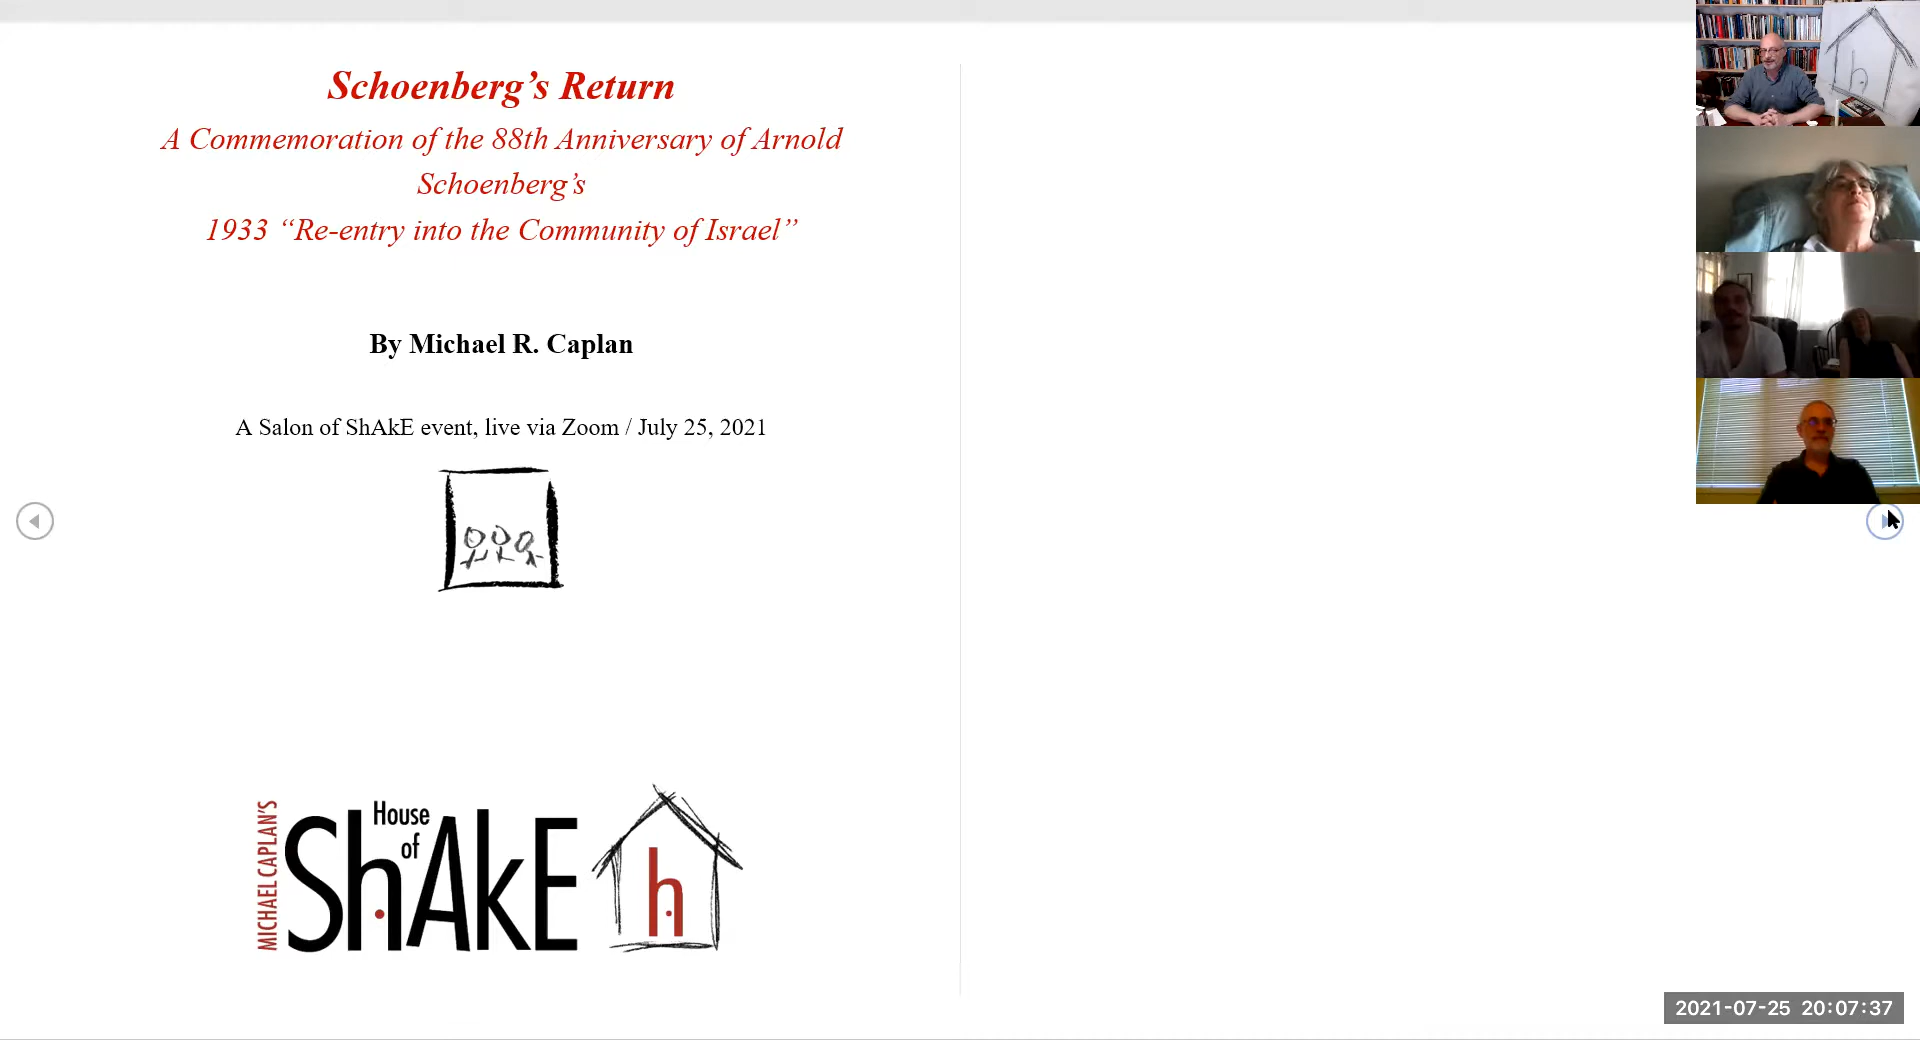 Schoenberg’s Return
A Commemoration of the 88th Anniversary of Arnold
Schoenberg’s
1933 “Re-entry into the Community of Israel”
By Michael R. Caplan
A Salon of ShAkE event, live via Zoom / July 25, 2021
MICHAEL CAPLAN'S
House
of
ShAkE
h
h
2021-07-25 20:07:37